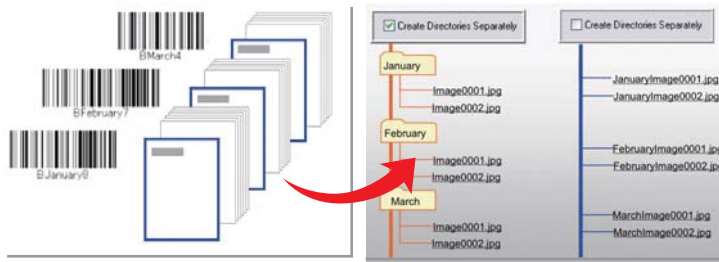 BMarch4
BFebruary7
BJanuary8
Create Directories Separately
January
Image0001.jpg
Image0002.jpg
February
Image0001.jpg
Image0002.jpg
March
Image0001.jpg
Image0002.jpg
Create Directories Separately
JanuaryImage0001.jpg
JanuaryImage0002.jpg
FebruaryImage0001.jpg
FebruaryImage0002.jpg
MarchImage0001.jpg
MarchImage0002.jpg